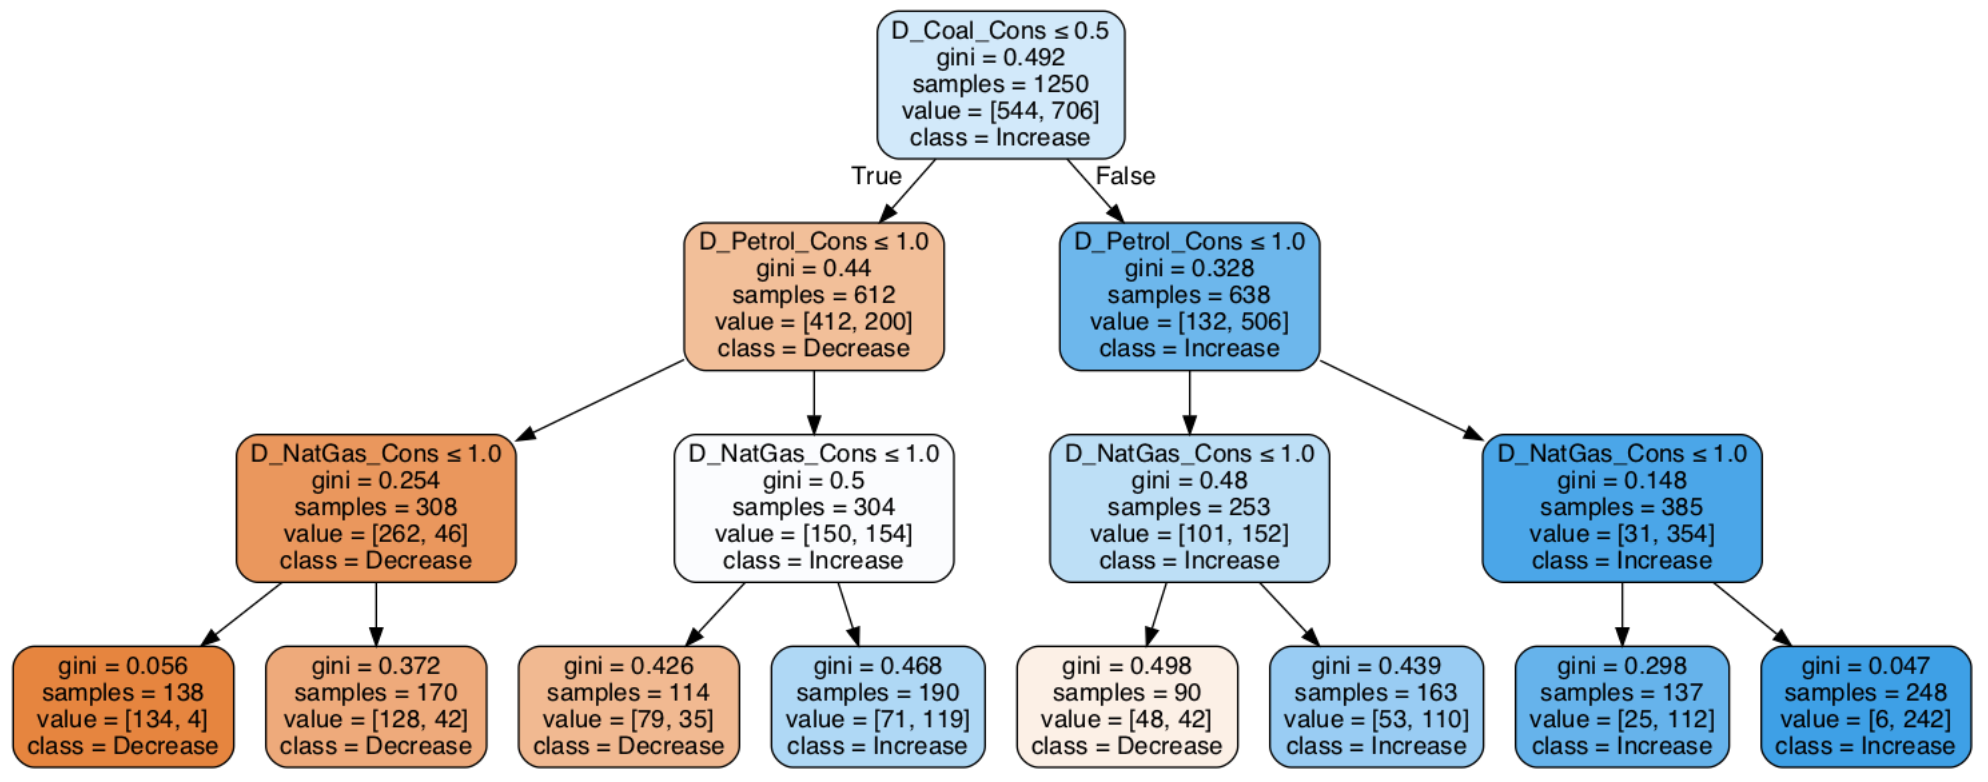 D_Coal_Cons ≤ 0.5
gini = 0.492
samples = 1250
value = [544, 706]
class = Increase
True
False
D_Petrol_Cons ≤ 1.0
gini = 0.44
samples = 612
value = [412, 200]
class = Decrease
D_Petrol_Cons ≤ 1.0
gini = 0.328
samples = 638
value = [132, 506]
class = Increase
D_NatGas_Cons ≤ 1.0
gini = 0.254
samples = 308
value = [262, 46]
class = Decrease
D_NatGas_Cons ≤ 1.0
gini = 0.5
samples = 304
value = [150, 154]
class = Increase
D_NatGas_Cons ≤ 1.0
gini = 0.48
samples = 253
value = [101, 152]
class = Increase
D_NatGas_Cons ≤ 1.0
gini = 0.148
samples = 385
value = [31, 354]
class = Increase
gini = 0.056
samples = 138
value = [134, 4]
class = Decrease
gini = 0.372
samples = 170
value = [128, 42]
class = Decrease
gini = 0.426
samples = 114
value = [79, 35]
class = Decrease
gini = 0.468
samples = 190
value = [71, 119]
class = Increase
gini = 0.498
samples = 90
value = [48, 42]
class = Decrease
gini = 0.439
samples = 163
value = [53, 110]
class = Increase
gini = 0.298
samples = 137
value = [25, 112]
class = Increase
gini = 0.047
samples = 248
value = [6, 242]
class = Increase